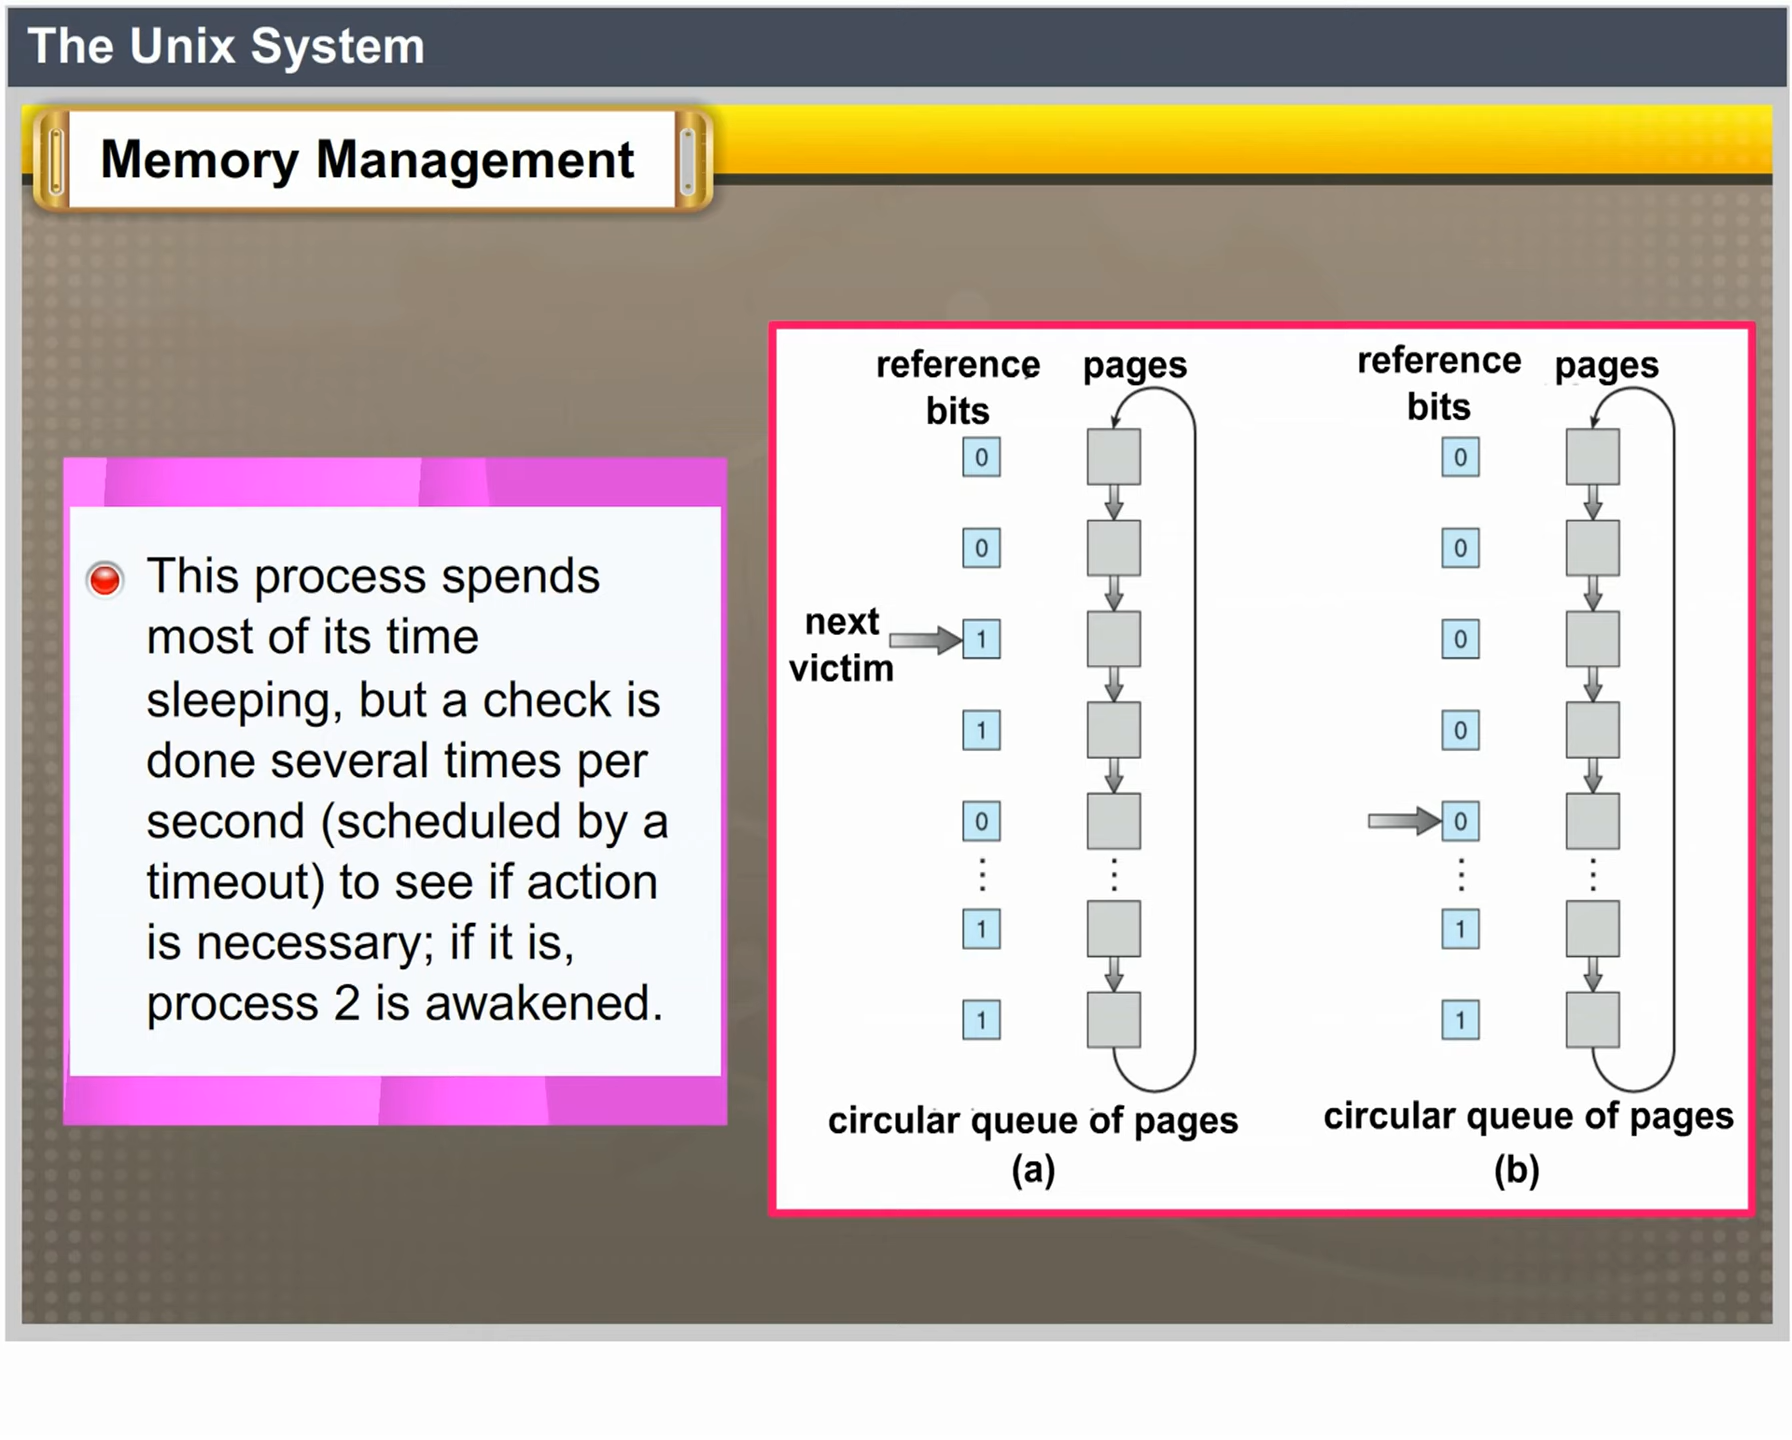 The Unix System
Memory Management
This process spends
most of its time
sleeping, but a check is
done several times per
second (scheduled by a
timeout) to see if action
is necessary; if it is,
process 2 is awakened.
reference pages
bits
0
0
next
victim
1
1
0
1
1
circular queue of pages
(a)
reference pages
bits
0
0
0
0
0
1
1
circular queue of pages
(b)